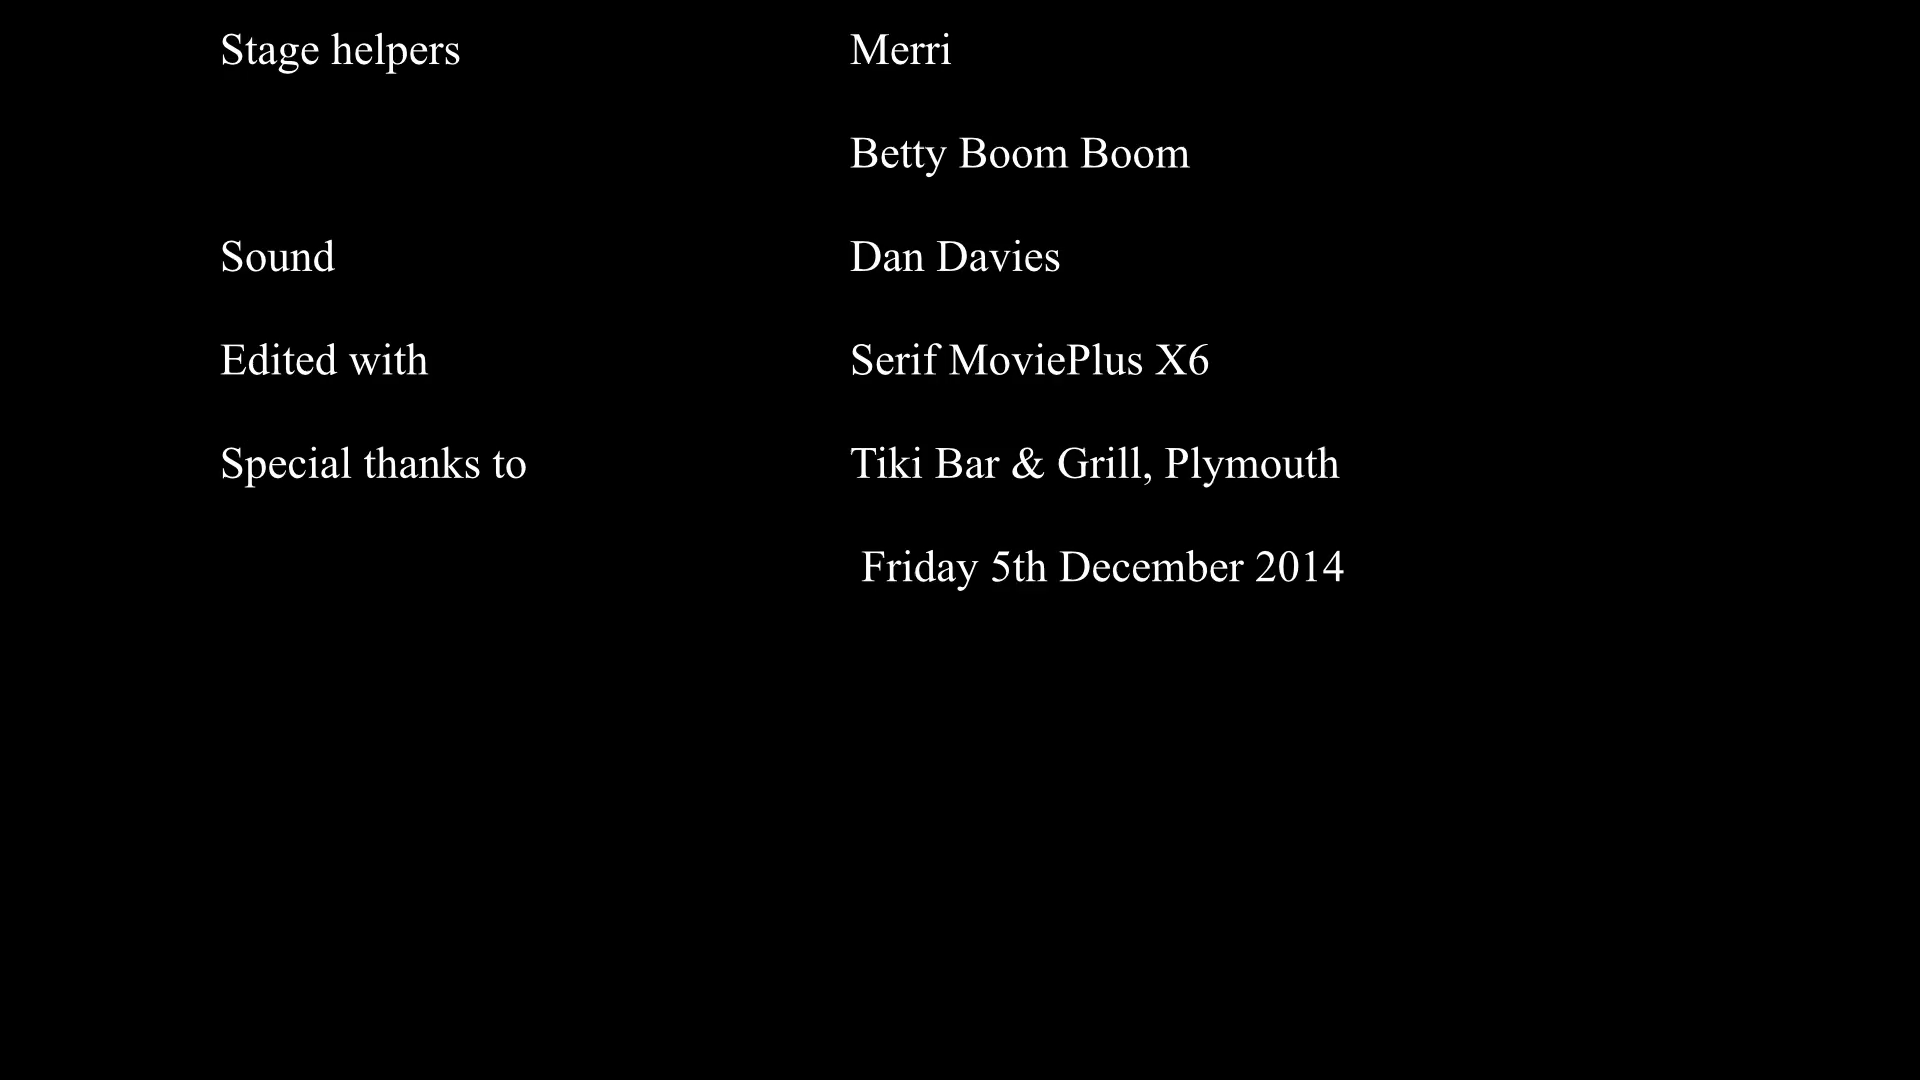 Stage helpers Merri
Betty Boom Boom
Sound Dan Davies
Edited with Serif MoviePlus X6
Special thanks to Tiki Bar & Grill, Plymouth
Friday 5th December 2014